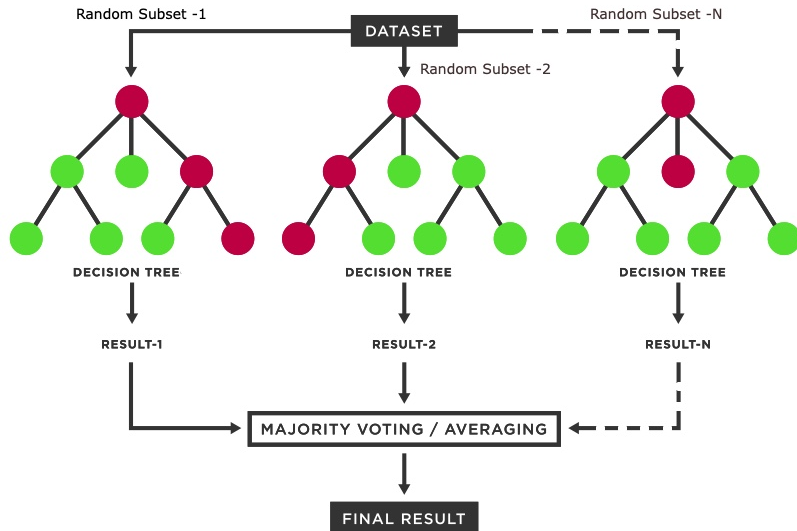 Random Subset -1
DATASET
Random Subset -N
Random Subset -2
DECISION TREE
DECISION TREE
DECISION TREE
RESULT-1
RESULT-2
RESULT-N
MAJORITY VOTING / AVERAGING
FINAL RESULT